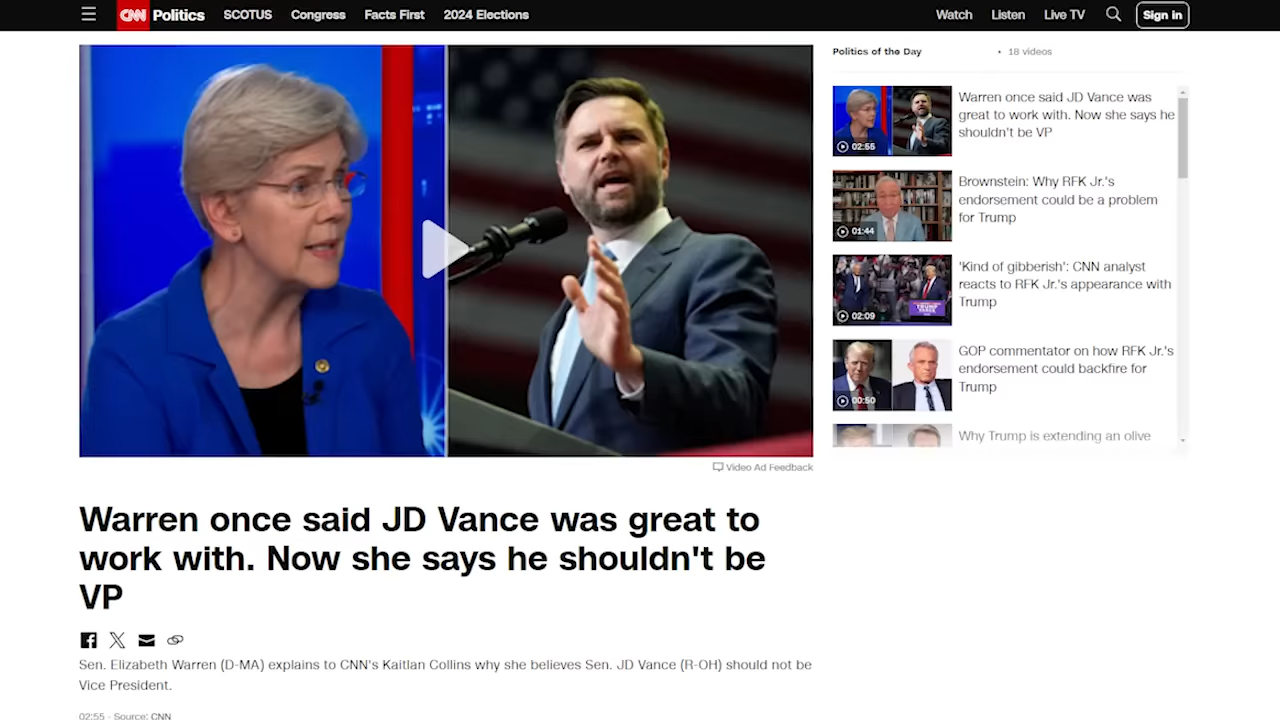 CNN Politics SCOTUS Congress Facts First 2024 Elections Watch Listen Live TV Sign in
Politics of the Day • 18 videos
Warren once said JD Vance was
great to work with. Now she says he
shouldn't be VP
02:55
Brownstein: Why RFK Jr.'s
endorsement could be a problem
for Trump
01:44
'Kind of gibberish': CNN analyst
reacts to RFK Jr.'s appearance with
Trump
02:09
TRUMP
VANCE
GOP commentator on how RFK Jr.'s
endorsement could backfire for
Trump
00:50
Why Trump is extending an olive
Video Ad Feedback
Warren once said JD Vance was great to
work with. Now she says he shouldn't be
VP
Sen. Elizabeth Warren (D-MA) explains to CNN's Kaitlan Collins why she believes Sen. JD Vance (R-OH) should not be
Vice President.
02:55 - Source: CNN